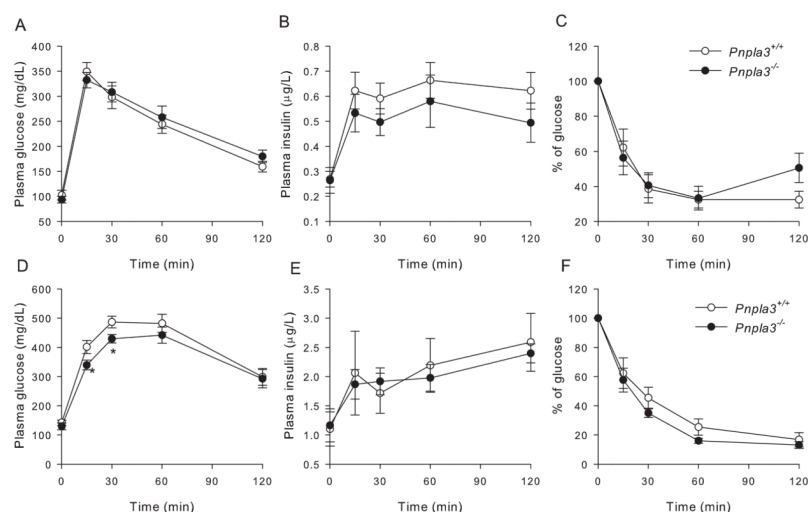 A
Plasma glucose (mg/dL)
400
350
300
250
200
150
100
50
0 30 60 90 120
Time (min)
B
Plasma insulin (µg/L)
0.8
0.7
0.6
0.5
0.4
0.3
0.2
0.1
0 30 60 90 120
Time (min)
C
% of glucose
120
100
80
60
40
20
0 30 60 90 120
Time (min)
Pnpla3+/+
Pnpla3-/-
D
Plasma glucose (mg/dL)
600
500
400
300
200
100
0
0 30 60 90 120
Time (min)
*
*
E
Plasma insulin (µg/L)
3.5
3.0
2.5
2.0
1.5
1.0
0.5
0 30 60 90 120
Time (min)
F
% of glucose
120
100
80
60
40
20
0
0 30 60 90 120
Time (min)
Pnpla3+/+
Pnpla3-/-